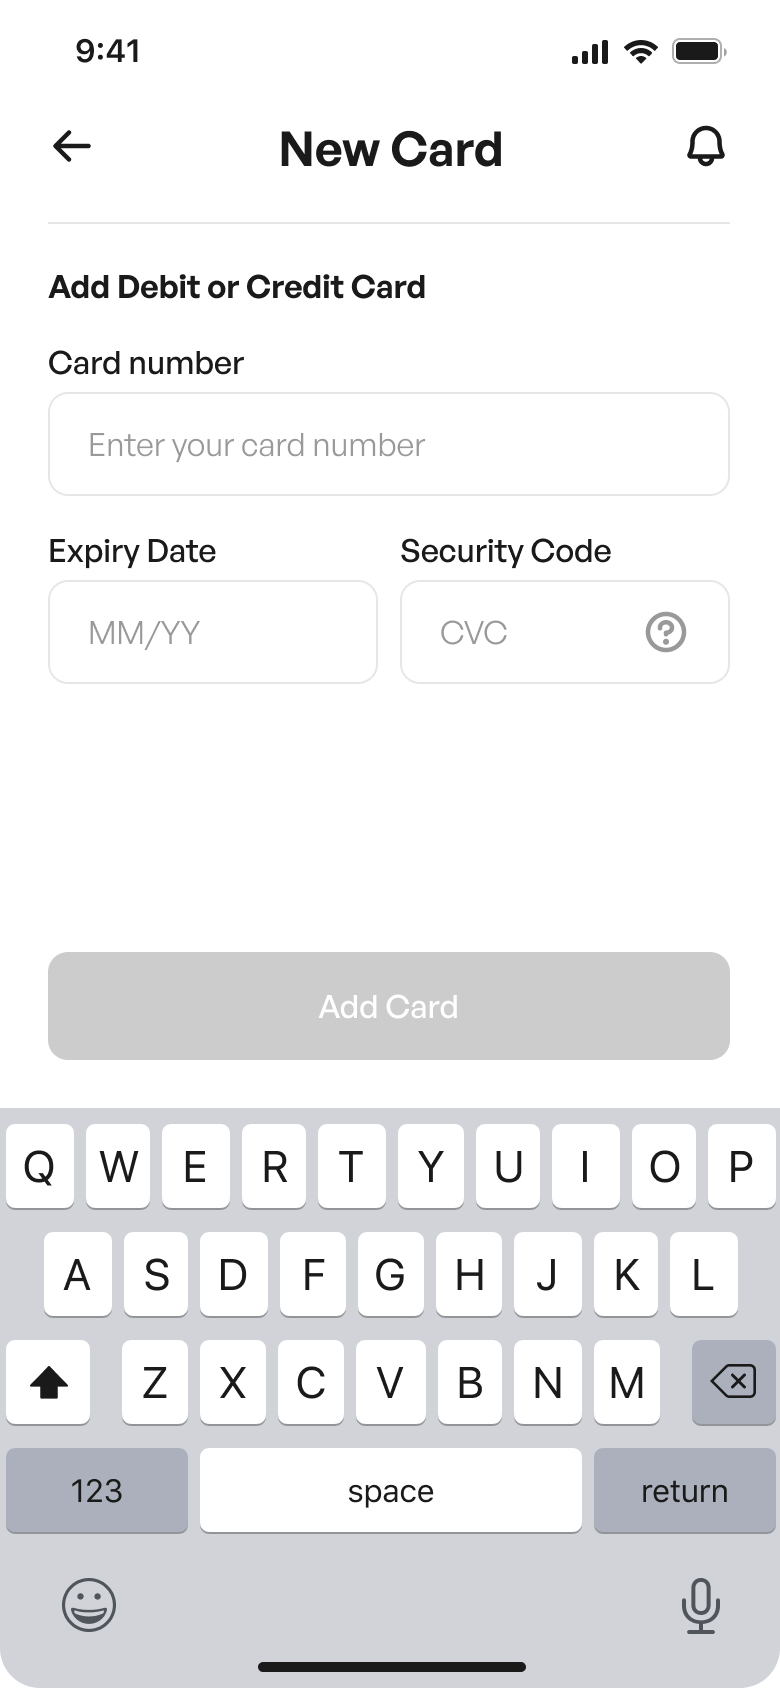 9:41
New Card
Add Debit or Credit Card
Card number
Enter your card number
Expiry Date Security Code
MM/YY CVC
Add Card
Q W E R T Y U I O P
A S D F G H J K L
Z X C V B N M
123 space return